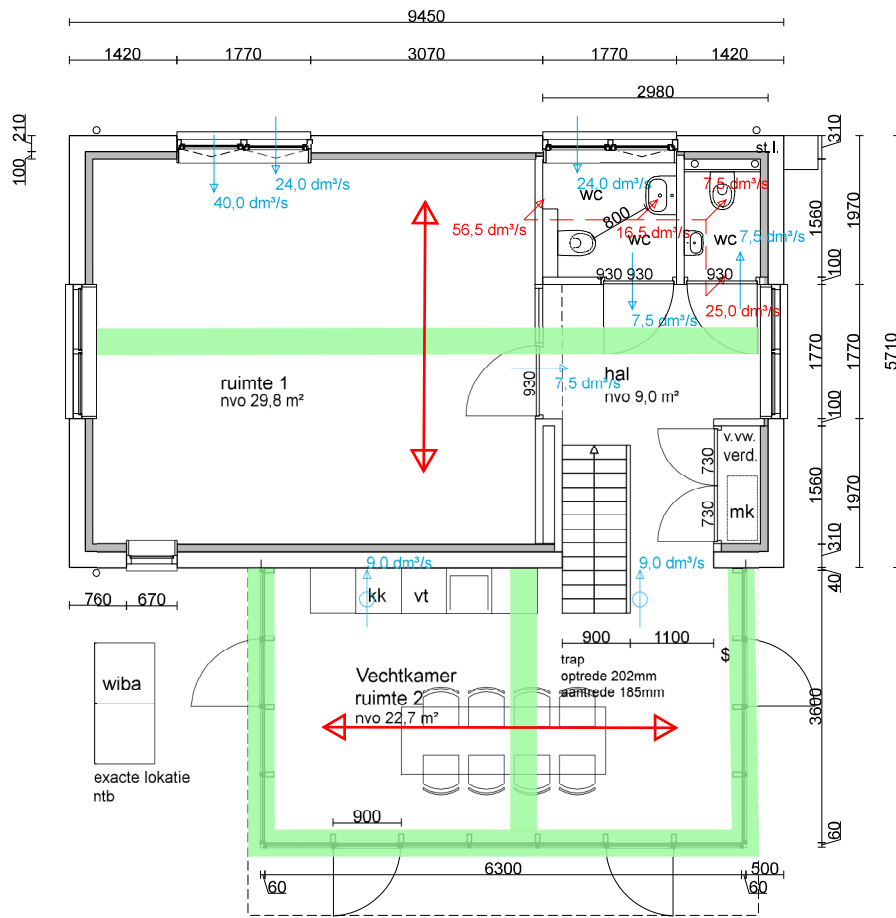 9450
1420 1770 3070 1770 1420
2980
210
100
310
st.l.
40,0 dm³/s
24,0 dm³/s
24,0 dm³/s
7,5 dm³/s
wc
800
56,5 dm³/s
16,5 dm³/s
wc
wc
7,5 dm³/s
930 930
930
25,0 dm³/s
7,5 dm³/s
1560
1970
100
ruimte 1
nvo 29,8 m²
930
7,5 dm³/s
hal
nvo 9,0 m²
1770
1770
5710
100
v.vw.
verd.
730
730
mk
1560
1970
310
9,0 dm³/s
9,0 dm³/s
40
kk
vt
760 670
900 1100
$
wiba
Vechtkamer
ruimte 2
nvo 22,7 m²
trap
optrede 202mm
aantrede 185mm
3600
exacte lokatie
ntb
900
60
6300
500
60
60